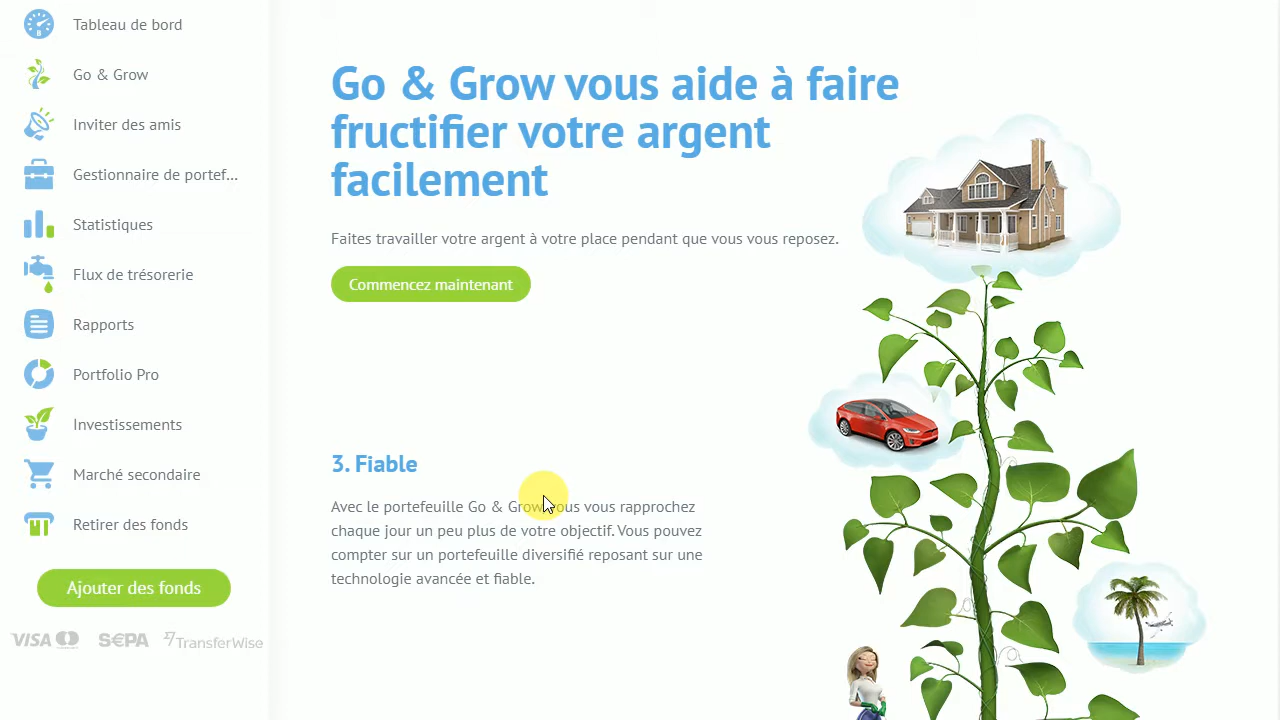 Tableau de bord
Go & Grow
Inviter des amis
Gestionnaire de portef...
Statistiques
Flux de trésorerie
Rapports
Portfolio Pro
Investissements
Marché secondaire
Retirer des fonds
Ajouter des fonds
VISA SEPA TransferWise
Go & Grow vous aide à faire
fructifier votre argent
facilement
Faites travailler votre argent à votre place pendant que vous vous reposez.
Commencez maintenant
3. Fiable
Avec le portefeuille Go & Grow vous vous rapprochez
chaque jour un peu plus de votre objectif. Vous pouvez
compter sur un portefeuille diversifié reposant sur une
technologie avancée et fiable.